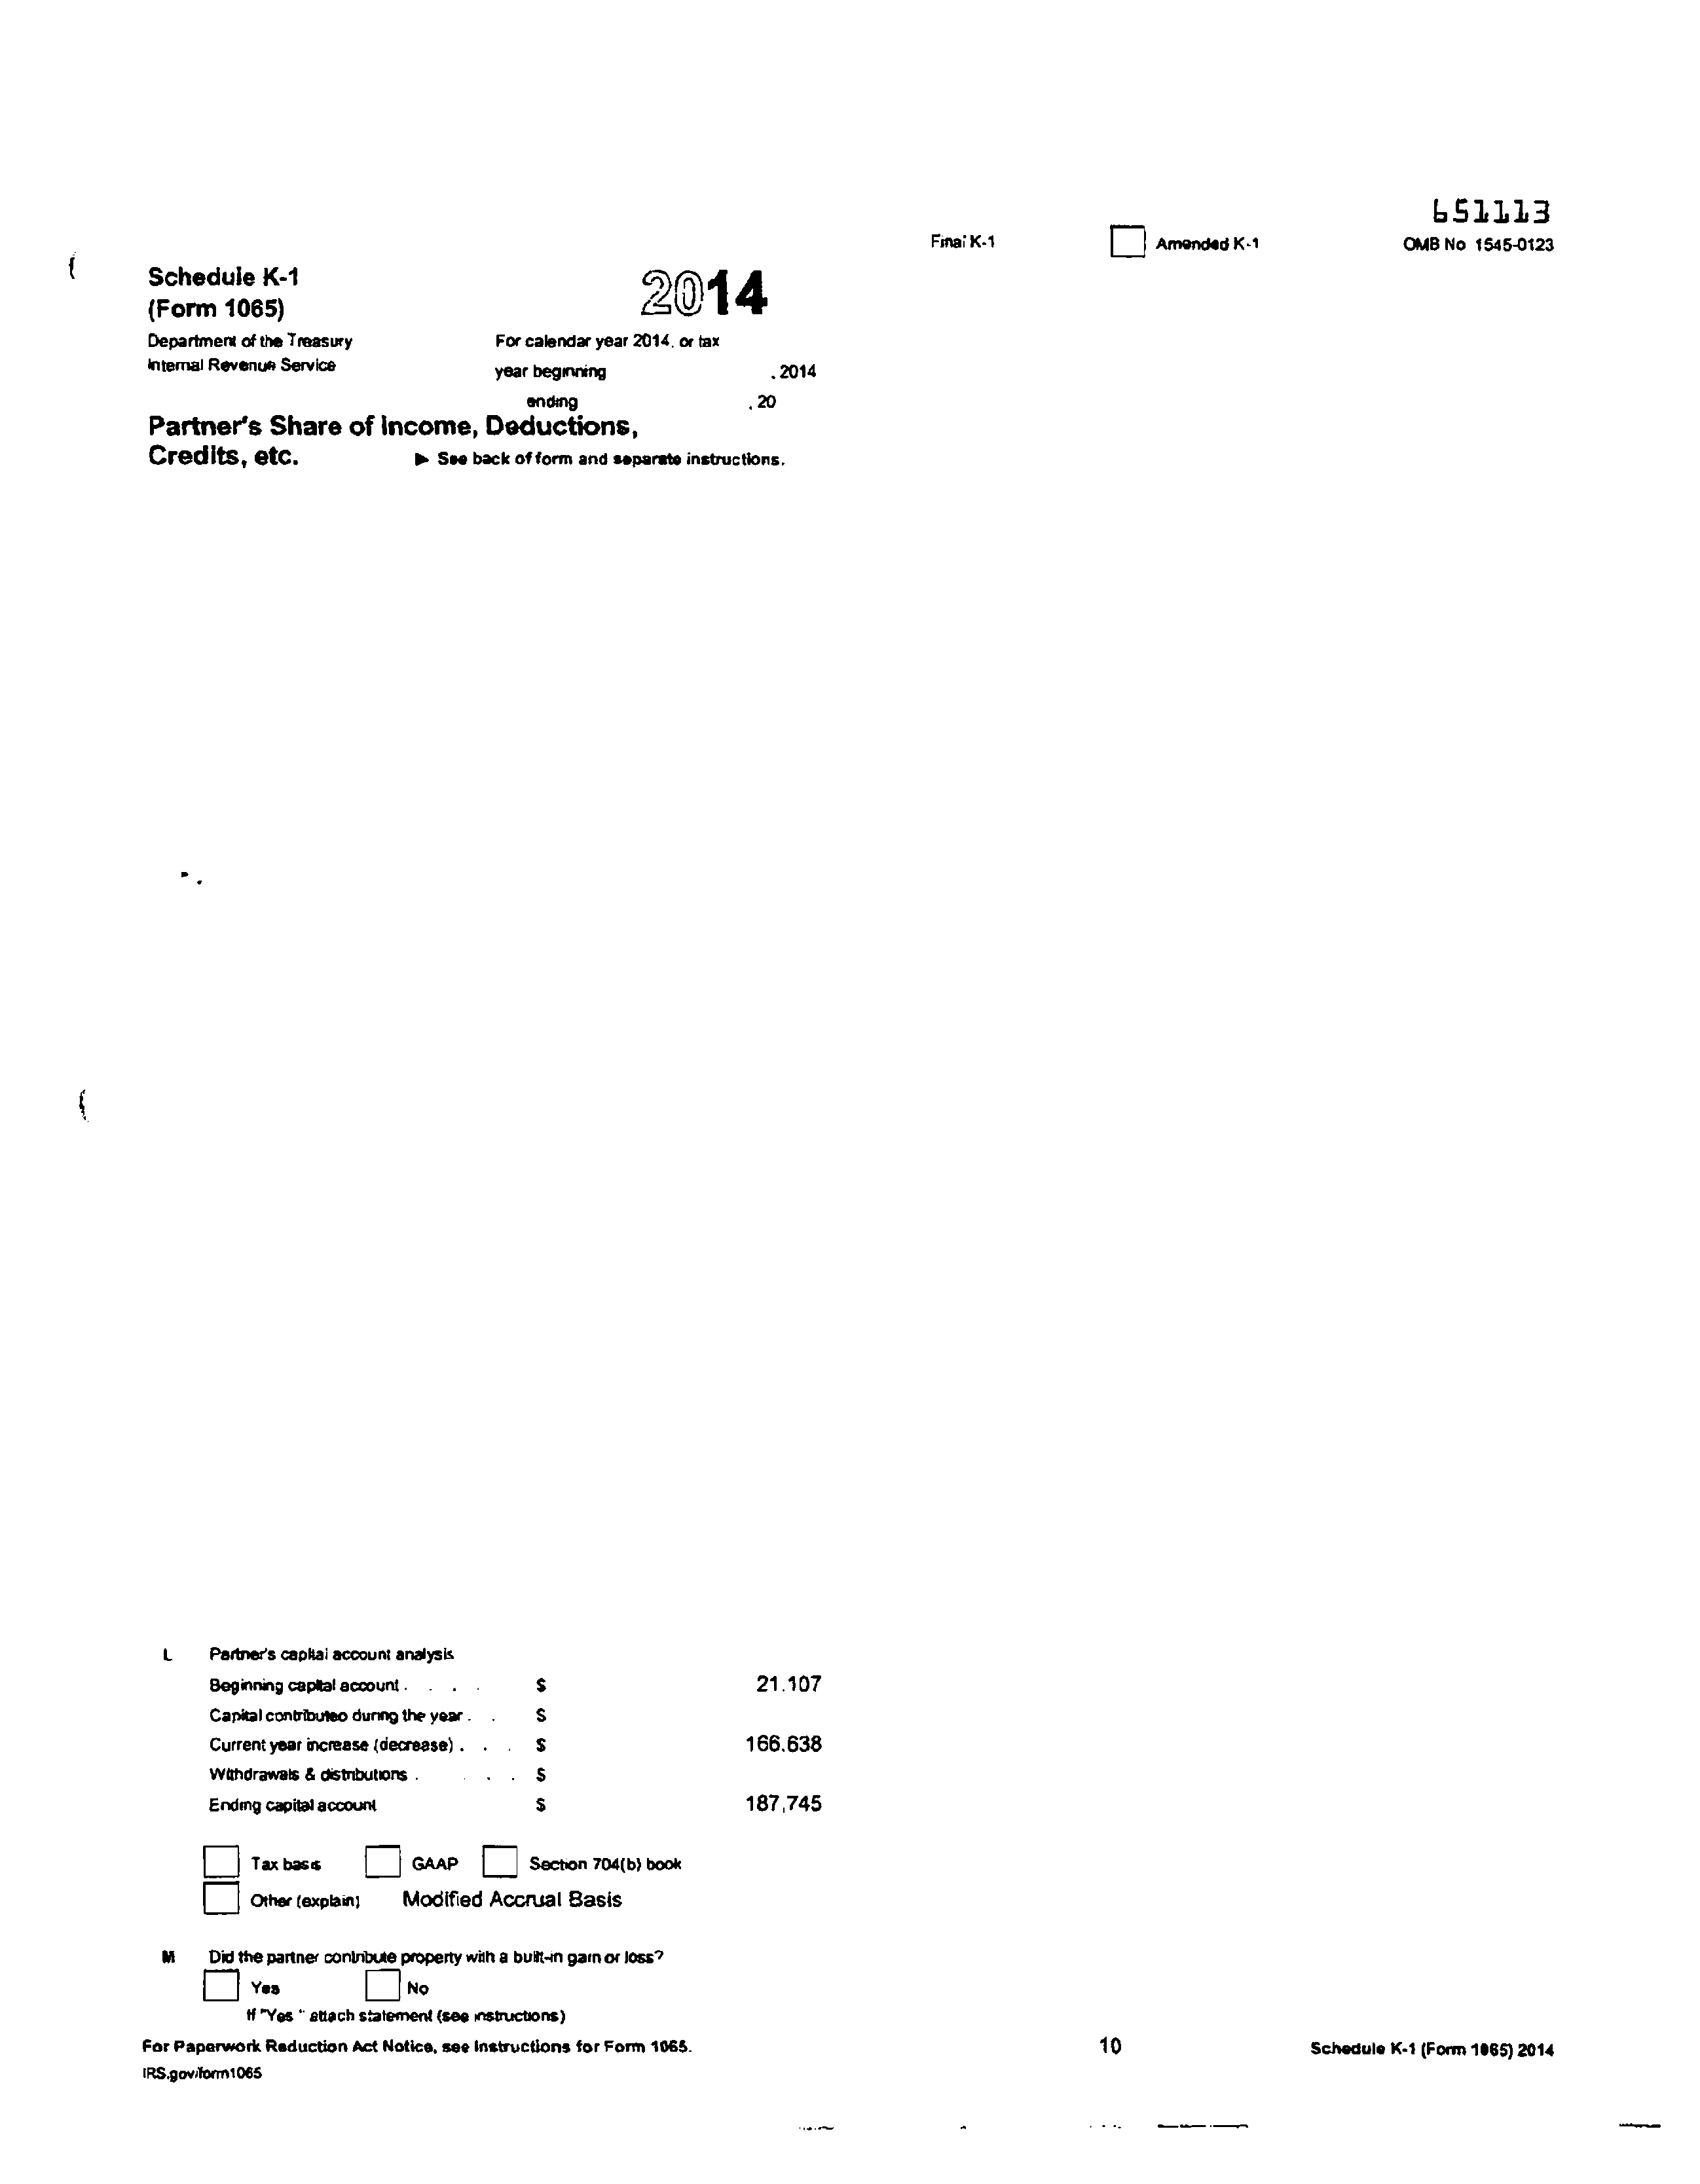 651113
Final K-1 Amended K-1 OMB No 1545-0123
Schedule K-1
(Form 1065)
2014
Department of the Treasury
Internal Revenue Service
For calendar year 2014, or tax
year beginning , 2014
ending , 20
Partner's Share of Income, Deductions,
Credits, etc. ▶ See back of form and separate instructions.
L Partner's capital account analysis
Beginning capital account . . . . $ 21.107
Capital contributed during the year . . $
Current year increase (decrease) . . . $ 166.638
Withdrawals & distributions . . . . $
Ending capital account $ 187,745
Tax basis GAAP Section 704(b) book
Other (explain) Modified Accrual Basis
M Did the partner contribute property with a built-in gain or loss?
Yes No
If "Yes " attach statement (see instructions)
For Paperwork Reduction Act Notice, see Instructions for Form 1065. 10 Schedule K-1 (Form 1065) 2014
IRS.gov/form1065